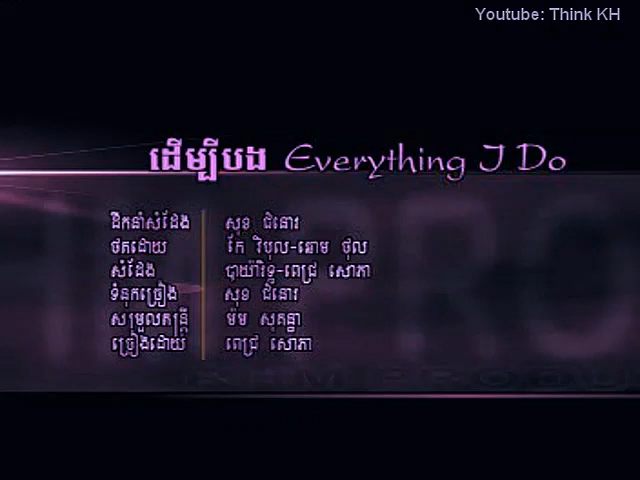 Youtube: Think KH
ដើម្បីបង Everything I Do
ដឹកនាំសំដែង សុខ ជំនោរ
ថតដោយ កែ វិបុល-ឆោម ថុល
សំដែង បាយ៉ារិទ្ធ-ពេជ្រ សោភា
ទំនុកច្រៀង សុខ ជំនោរ
សម្រួលតន្ត្រី ម៉ម សុគន្ធា
ច្រៀងដោយ ពេជ្រ សោភា